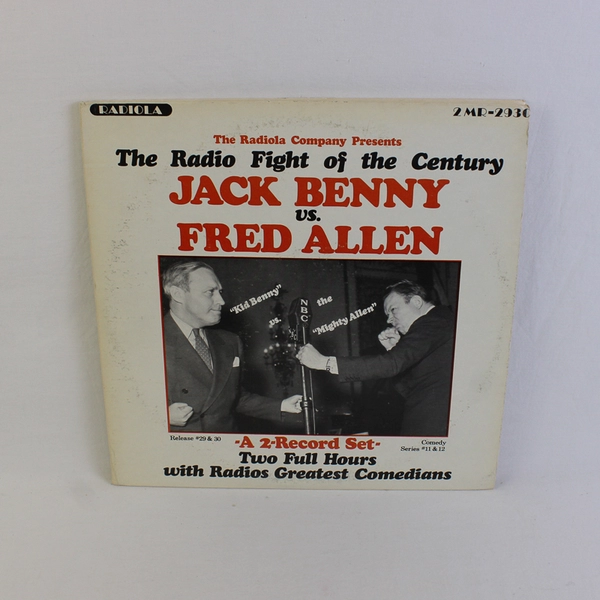 RADIOLA
2MR-2930
The Radiola Company Presents
The Radio Fight of the Century
JACK BENNY
vs.
FRED ALLEN
"Kid Benny"
vs.
the
"Mighty Allen"
NBC
Release #29 & 30
-A 2-Record Set-
Comedy
Series #11 & 12
Two Full Hours
with Radios Greatest Comedians